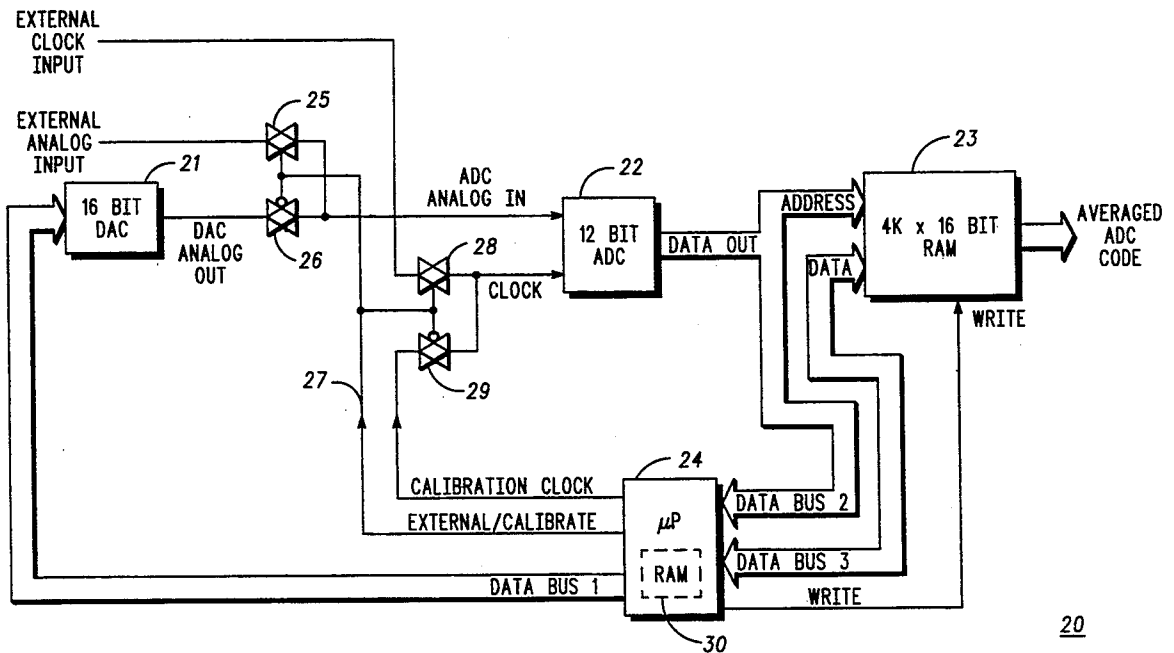 EXTERNAL
CLOCK
INPUT
EXTERNAL
ANALOG
INPUT
25
21
16 BIT
DAC
DAC
ANALOG
OUT
26
ADC
ANALOG IN
28
CLOCK
22
12 BIT
ADC
DATA OUT
ADDRESS
DATA
23
4K x 16 BIT
RAM
AVERAGED
ADC
CODE
WRITE
27
29
24
CALIBRATION CLOCK
EXTERNAL/CALIBRATE
μP
RAM
DATA BUS 2
DATA BUS 3
DATA BUS 1
WRITE
30
20